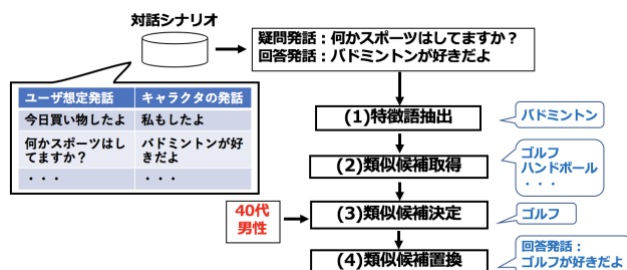 対話シナリオ
疑問発話：何かスポーツはしてますか？
回答発話：バドミントンが好きだよ
ユーザ想定発話 キャラクタの発話
今日買い物したよ 私もしたよ
何かスポーツはし バドミントンが好
てますか？ きだよ
・・・ ・・・
(1)特徴語抽出
バドミントン
(2)類似候補取得
ゴルフ
ハンドボール
・・・
40代
男性
(3)類似候補決定
ゴルフ
(4)類似候補置換
回答発話：
ゴルフが好きだよ